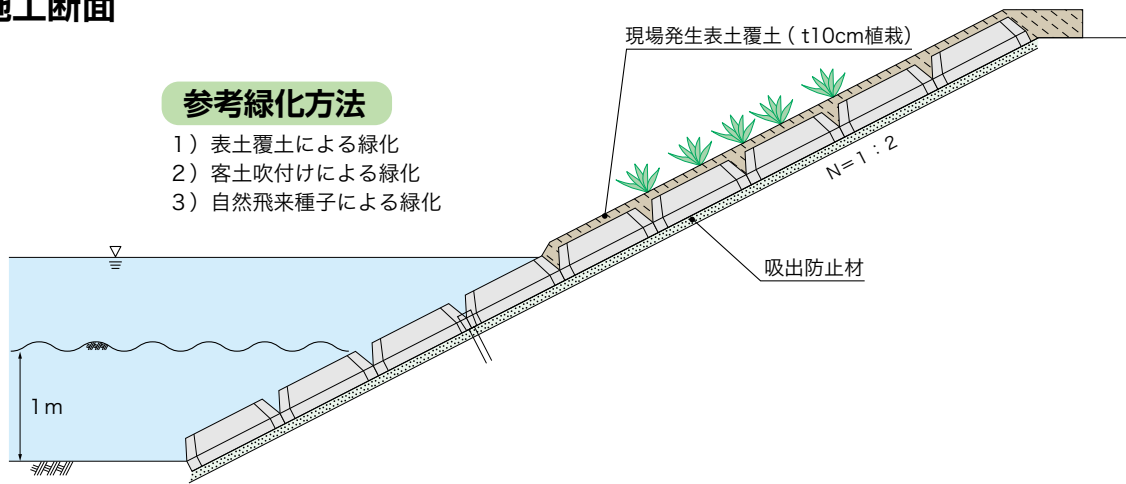 施工断面
現場発生表土覆土 ( t10cm植栽)
参考緑化方法
1）表土覆土による緑化
2）客土吹付けによる緑化
3）自然飛来種子による緑化
N=1：2
吸出防止材
1m